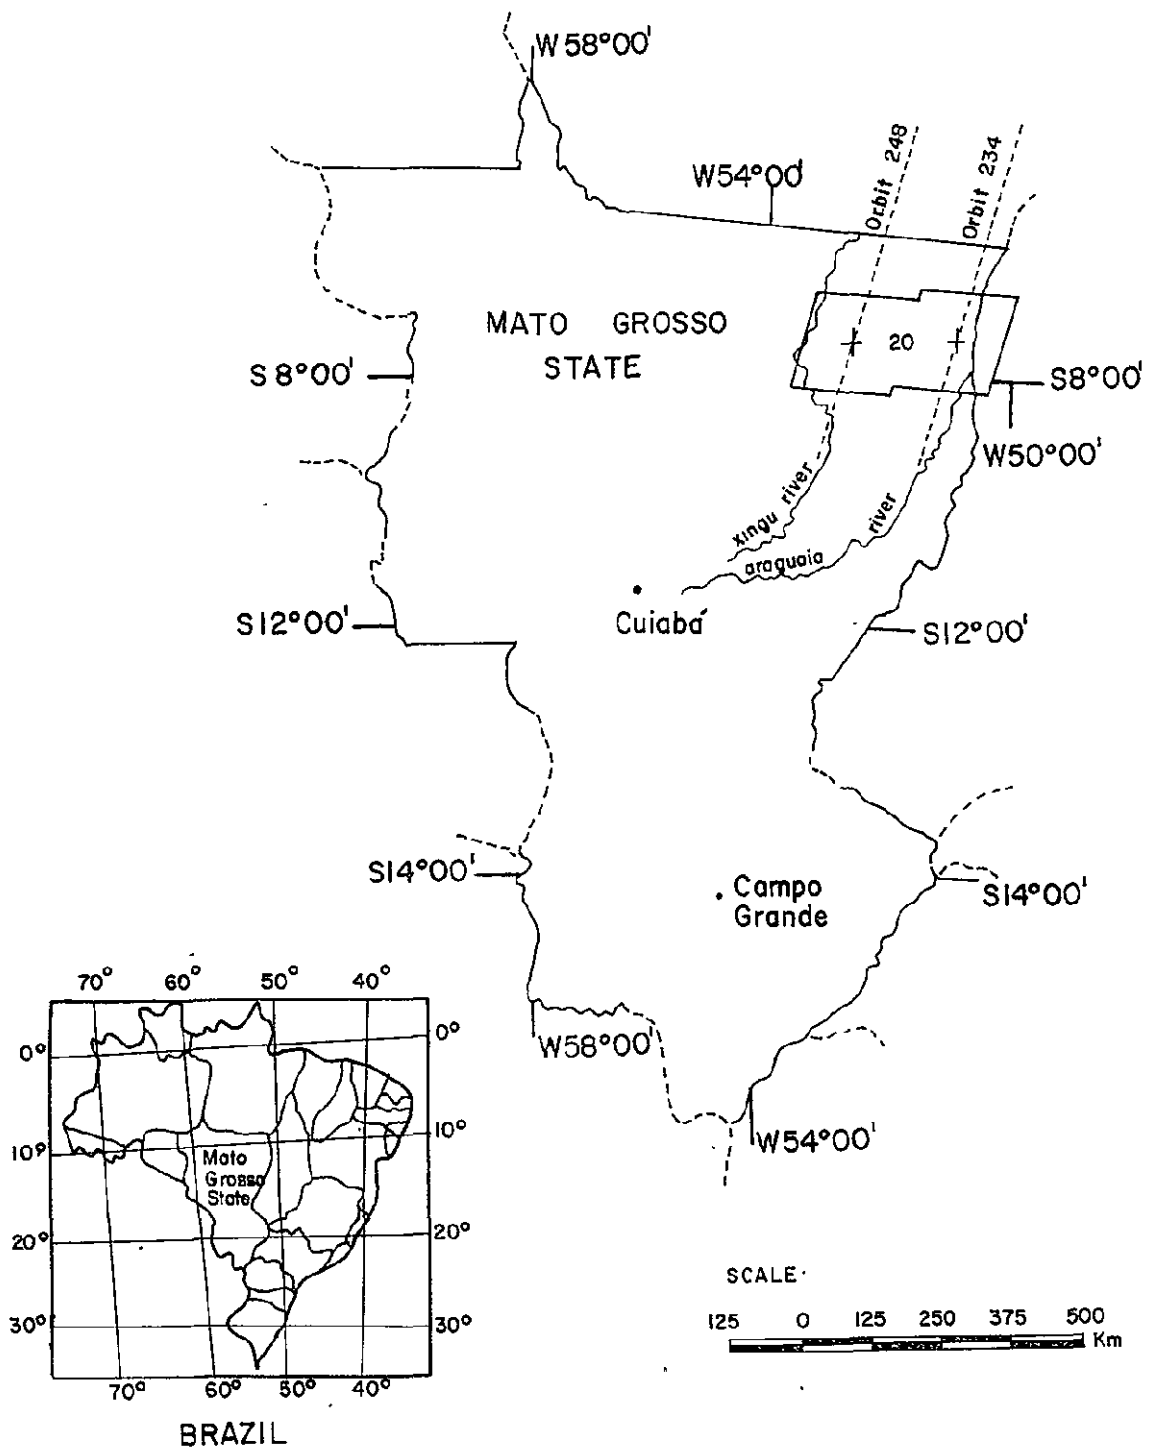 W58°00'
W54°00'
Orbit 248
Orbit 234
MATO GROSSO
STATE
20
S8°00'
S8°00'
W50°00'
xingu river
araguaia river
Cuiabá
S12°00'
S12°00'
S14°00'
Campo
Grande
S14°00'
W58°00'
W54°00'
70° 60° 50° 40°
0° 0°
10° 10°
Mato
Grosso
State
20° 20°
30° 30°
70° 60° 50° 40°
BRAZIL
SCALE
125 0 125 250 375 500
Km